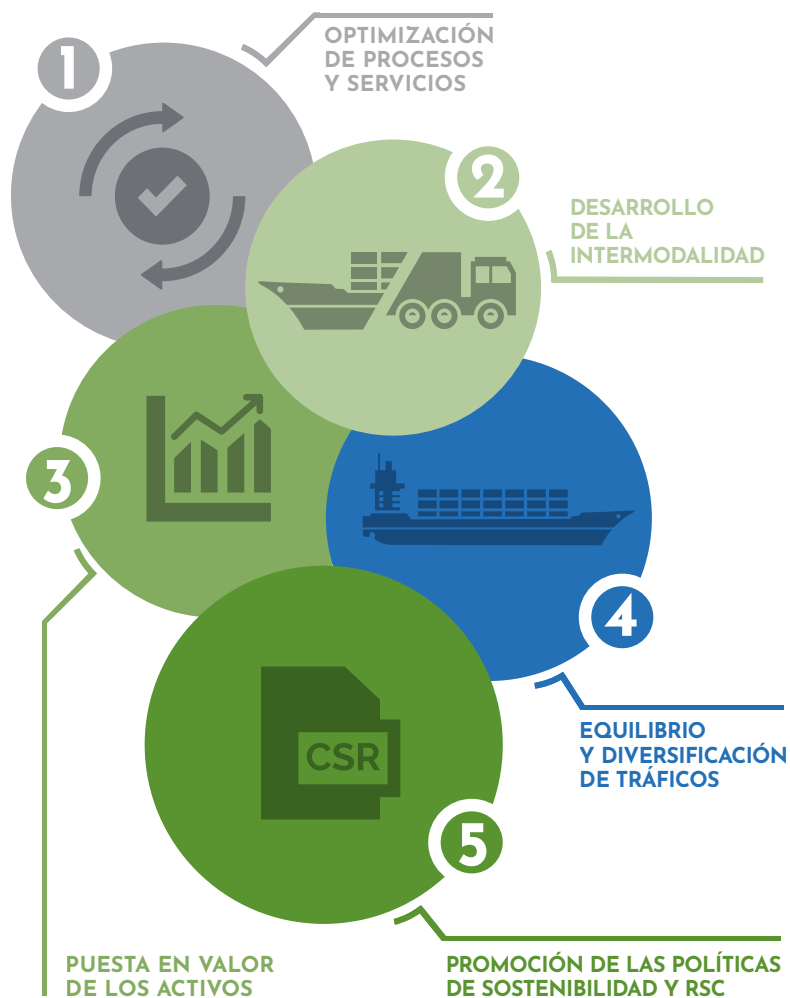 1
OPTIMIZACIÓN
DE PROCESOS
Y SERVICIOS
2
DESARROLLO
DE LA
INTERMODALIDAD
3
PUESTA EN VALOR
DE LOS ACTIVOS
4
EQUILIBRIO
Y DIVERSIFICACIÓN
DE TRÁFICOS
CSR
5
PROMOCIÓN DE LAS POLÍTICAS
DE SOSTENIBILIDAD Y RSC